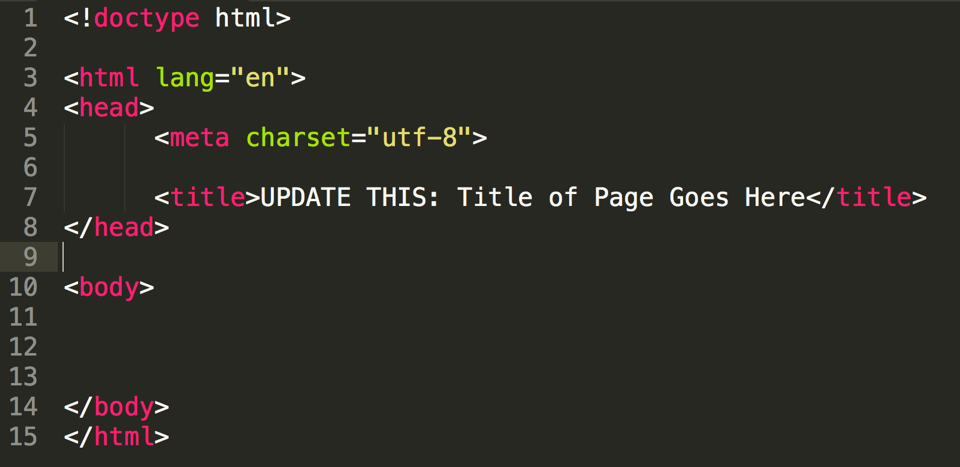 1 <!doctype html>
2
3 <html lang="en">
4 <head>
5 <meta charset="utf-8">
6
7 <title>UPDATE THIS: Title of Page Goes Here</title>
8 </head>
9
10 <body>
11
12
13
14 </body>
15 </html>